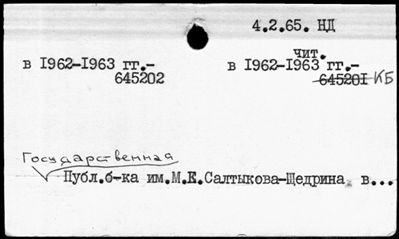 4.2.65. НД
чит.
в 1962-1963 гг.- в 1962-1963 гг.-
645202 645201 КБ
Государственная
Публ.б-ка им.М.Е.Салтыкова-Щедрина в...